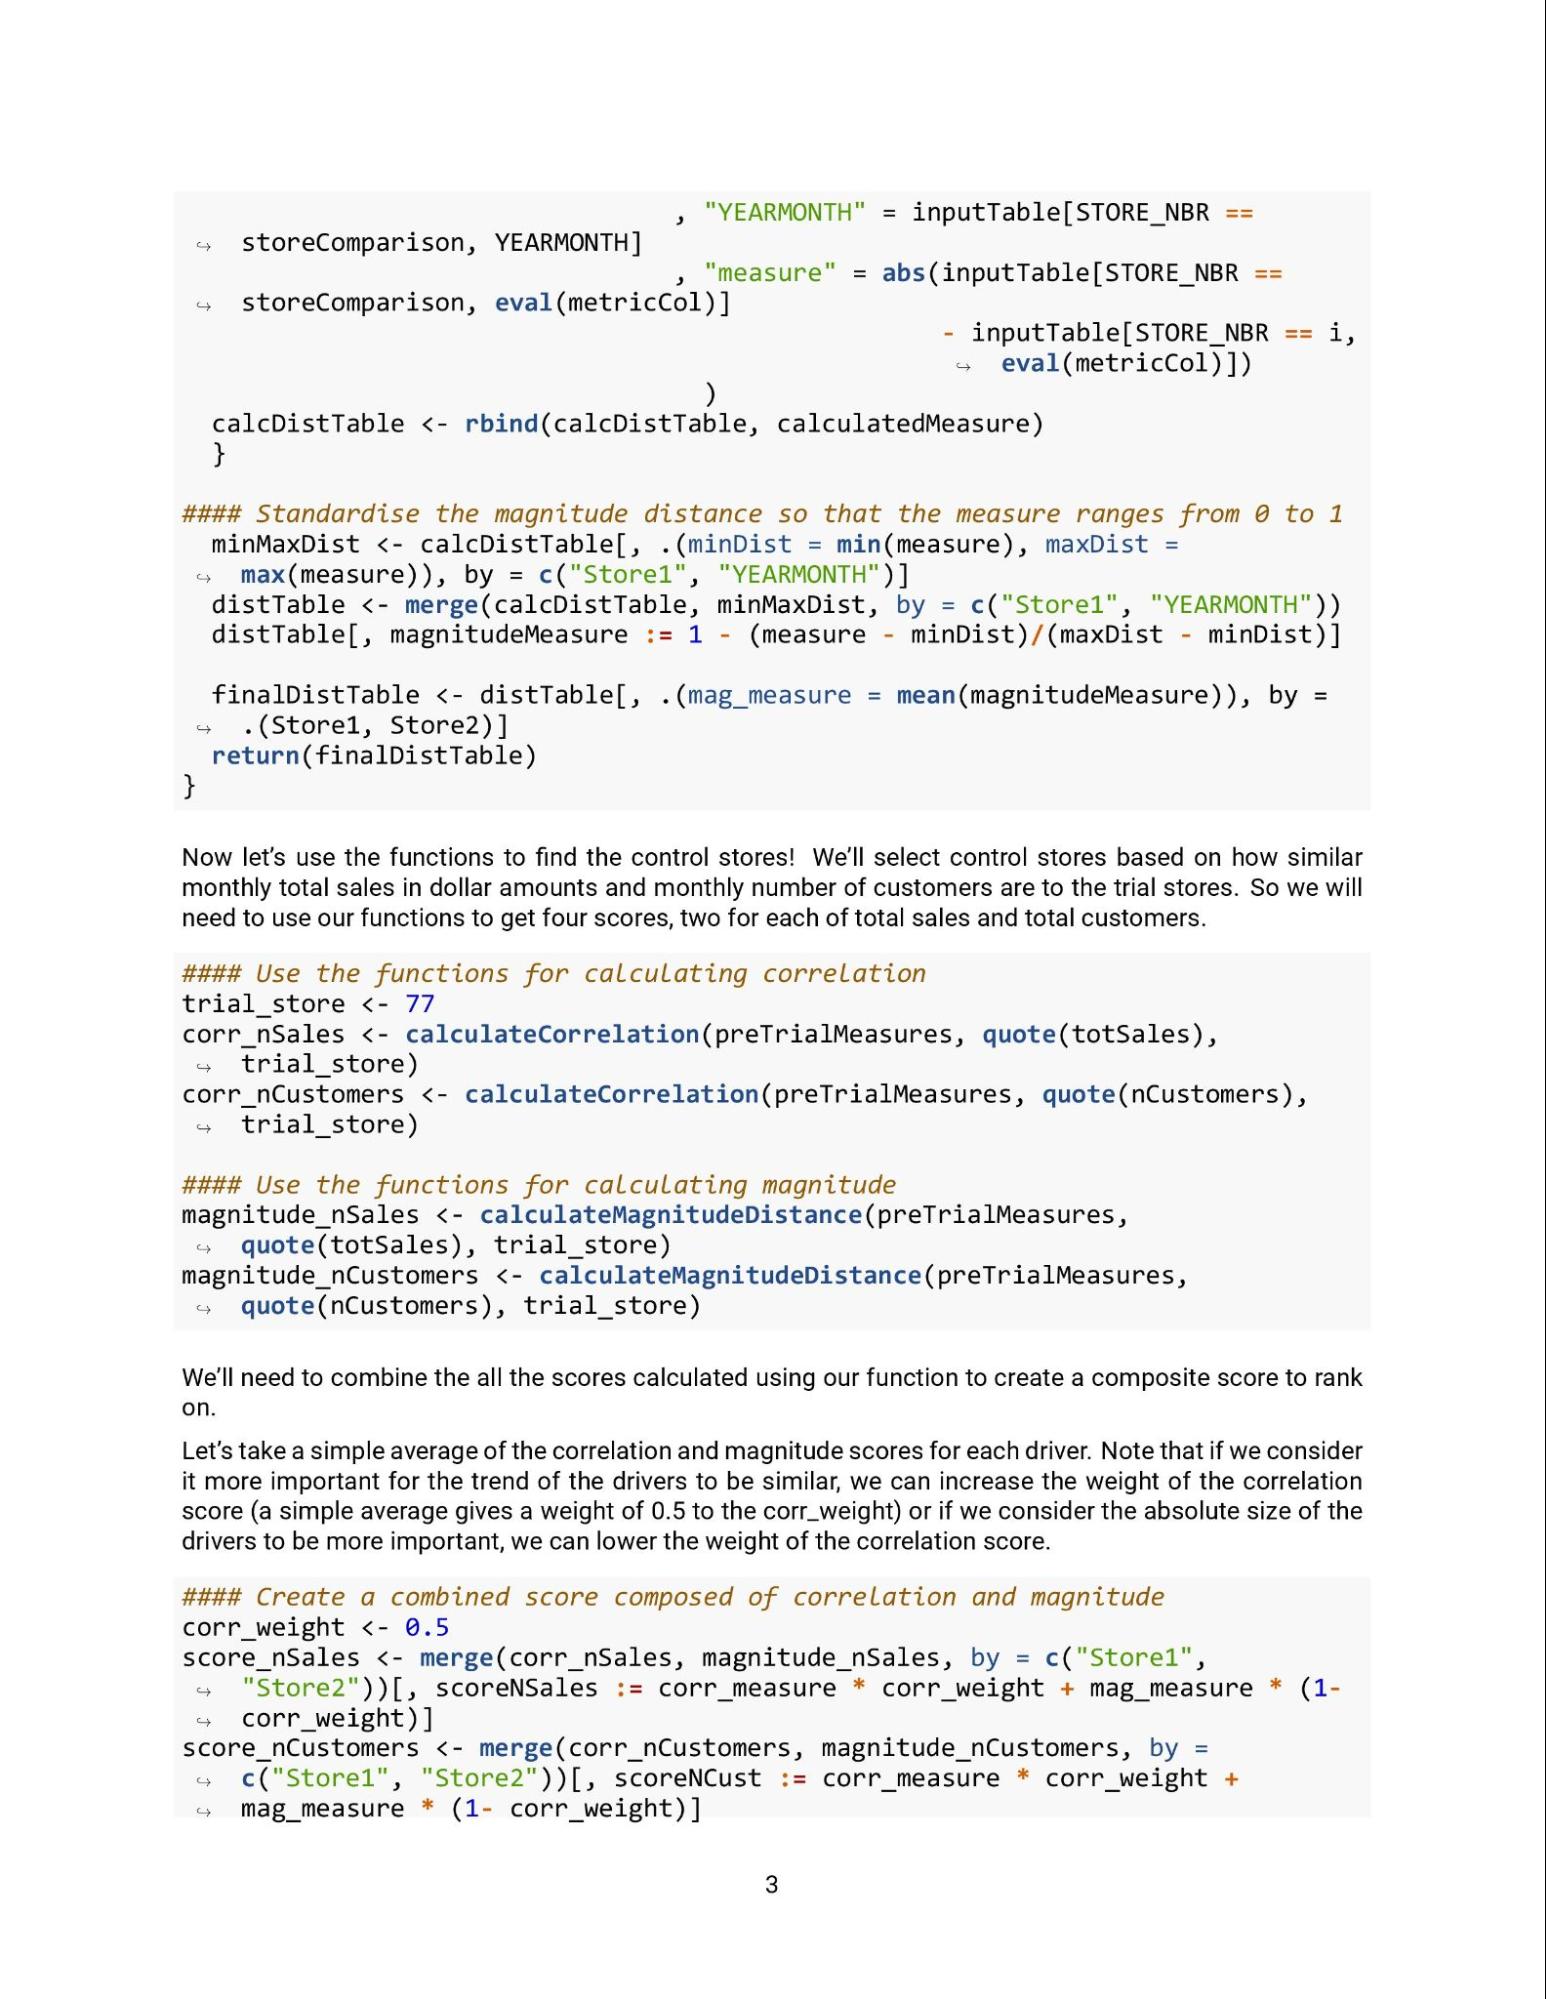 , "YEARMONTH" = inputTable[STORE_NBR ==
↪ storeComparison, YEARMONTH]
, "measure" = abs(inputTable[STORE_NBR ==
↪ storeComparison, eval(metricCol)]
- inputTable[STORE_NBR == i,
↪ eval(metricCol)])
)
calcDistTable <- rbind(calcDistTable, calculatedMeasure)
}
#### Standardise the magnitude distance so that the measure ranges from 0 to 1
minMaxDist <- calcDistTable[, .(minDist = min(measure), maxDist =
↪ max(measure)), by = c("Store1", "YEARMONTH")]
distTable <- merge(calcDistTable, minMaxDist, by = c("Store1", "YEARMONTH"))
distTable[, magnitudeMeasure := 1 - (measure - minDist)/(maxDist - minDist)]
finalDistTable <- distTable[, .(mag_measure = mean(magnitudeMeasure)), by =
↪ .(Store1, Store2)]
return(finalDistTable)
}
Now let's use the functions to find the control stores! We'll select control stores based on how similar
monthly total sales in dollar amounts and monthly number of customers are to the trial stores. So we will
need to use our functions to get four scores, two for each of total sales and total customers.
#### Use the functions for calculating correlation
trial_store <- 77
corr_nSales <- calculateCorrelation(preTrialMeasures, quote(totSales),
↪ trial_store)
corr_nCustomers <- calculateCorrelation(preTrialMeasures, quote(nCustomers),
↪ trial_store)
#### Use the functions for calculating magnitude
magnitude_nSales <- calculateMagnitudeDistance(preTrialMeasures,
↪ quote(totSales), trial_store)
magnitude_nCustomers <- calculateMagnitudeDistance(preTrialMeasures,
↪ quote(nCustomers), trial_store)
We'll need to combine the all the scores calculated using our function to create a composite score to rank
on.
Let's take a simple average of the correlation and magnitude scores for each driver. Note that if we consider
it more important for the trend of the drivers to be similar, we can increase the weight of the correlation
score (a simple average gives a weight of 0.5 to the corr_weight) or if we consider the absolute size of the
drivers to be more important, we can lower the weight of the correlation score.
#### Create a combined score composed of correlation and magnitude
corr_weight <- 0.5
score_nSales <- merge(corr_nSales, magnitude_nSales, by = c("Store1",
↪ "Store2"))[, scoreNSales := corr_measure * corr_weight + mag_measure * (1-
↪ corr_weight)]
score_nCustomers <- merge(corr_nCustomers, magnitude_nCustomers, by =
↪ c("Store1", "Store2"))[, scoreNCust := corr_measure * corr_weight +
↪ mag_measure * (1- corr_weight)]
3